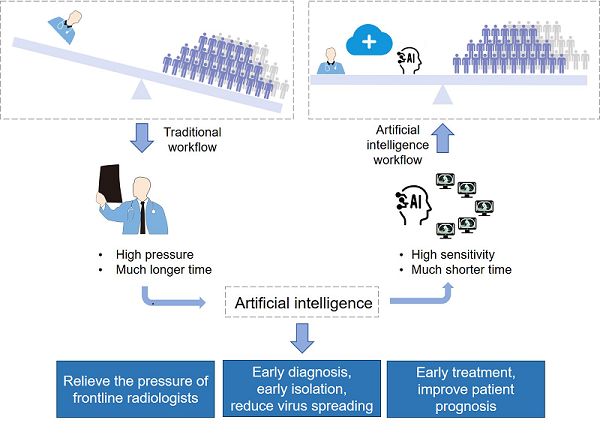 AI
Traditional
workflow
Artificial
intelligence
workflow
AI
• High pressure
• Much longer time
• High sensitivity
• Much shorter time
Artificial intelligence
Relieve the pressure of
frontline radiologists
Early diagnosis,
early isolation,
reduce virus spreading
Early treatment,
improve patient
prognosis